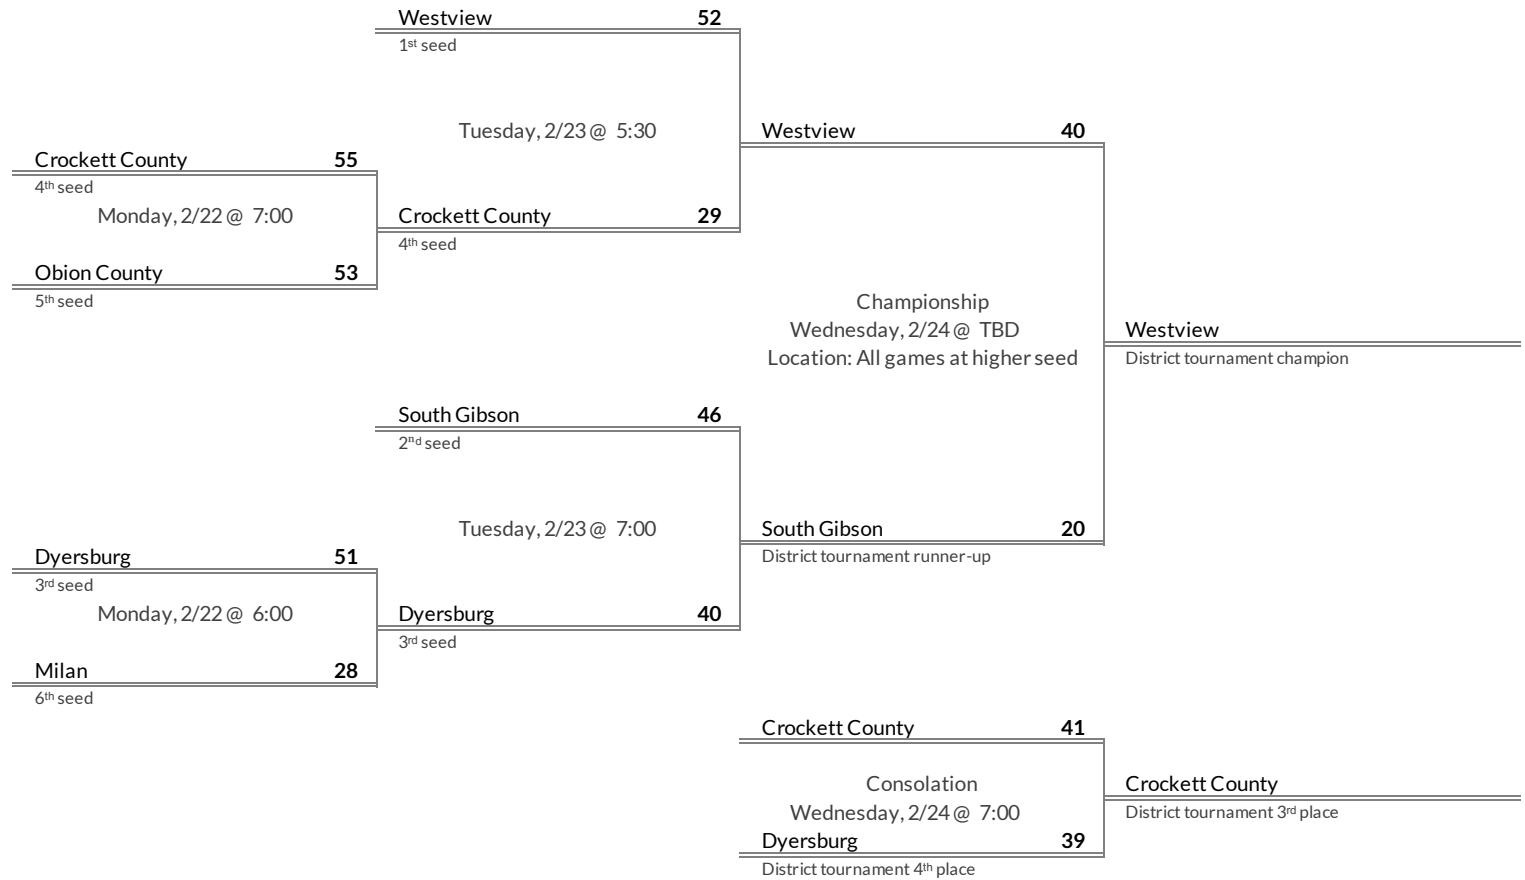 Westview 52
1st seed
Tuesday, 2/23 @ 5:30
Westview 40
Crockett County 55
4th seed
Monday, 2/22 @ 7:00
Crockett County 29
4th seed
Obion County 53
5th seed
Championship
Wednesday, 2/24 @ TBD
Location: All games at higher seed
Westview
District tournament champion
South Gibson 46
2nd seed
Tuesday, 2/23 @ 7:00
South Gibson 20
District tournament runner-up
Dyersburg 51
3rd seed
Monday, 2/22 @ 6:00
Dyersburg 40
3rd seed
Milan 28
6th seed
Crockett County 41
Consolation
Wednesday, 2/24 @ 7:00
Crockett County
District tournament 3rd place
Dyersburg 39
District tournament 4th place